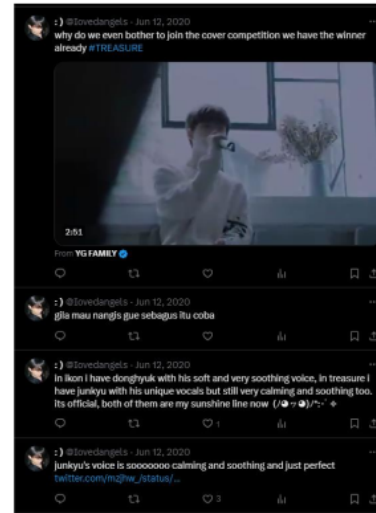 :) @lovedangels · Jun 12, 2020
why do we even bother to join the cover competition we have the winner
already #TREASURE
2:51
From YG FAMILY
:) @lovedangels · Jun 12, 2020
gila mau nangis gue sebagus itu coba
:) @lovedangels · Jun 12, 2020
in ikon i have donghyuk with his soft and very soothing voice, in treasure i
have junkyu with his unique vocals but still very calming and soothing too.
its official, both of them are my sunshine line now
1
:) @lovedangels · Jun 12, 2020
junkyu's voice is sooooooo calming and soothing and just perfect
twitter.com/mzjhw_/status/...
3